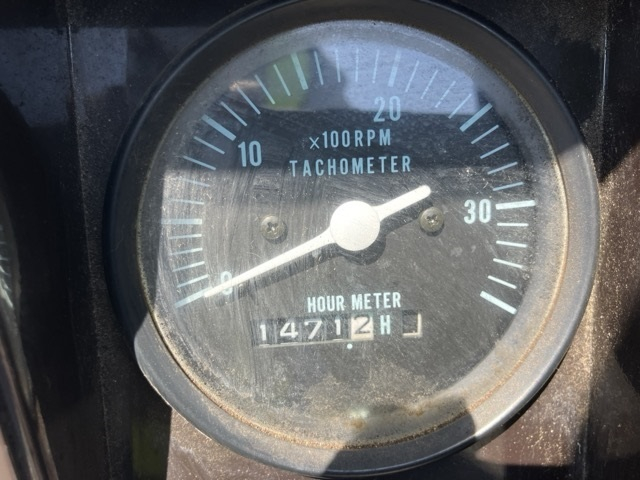 20
×100RPM
10
TACHOMETER
30
0
HOUR METER
14712H